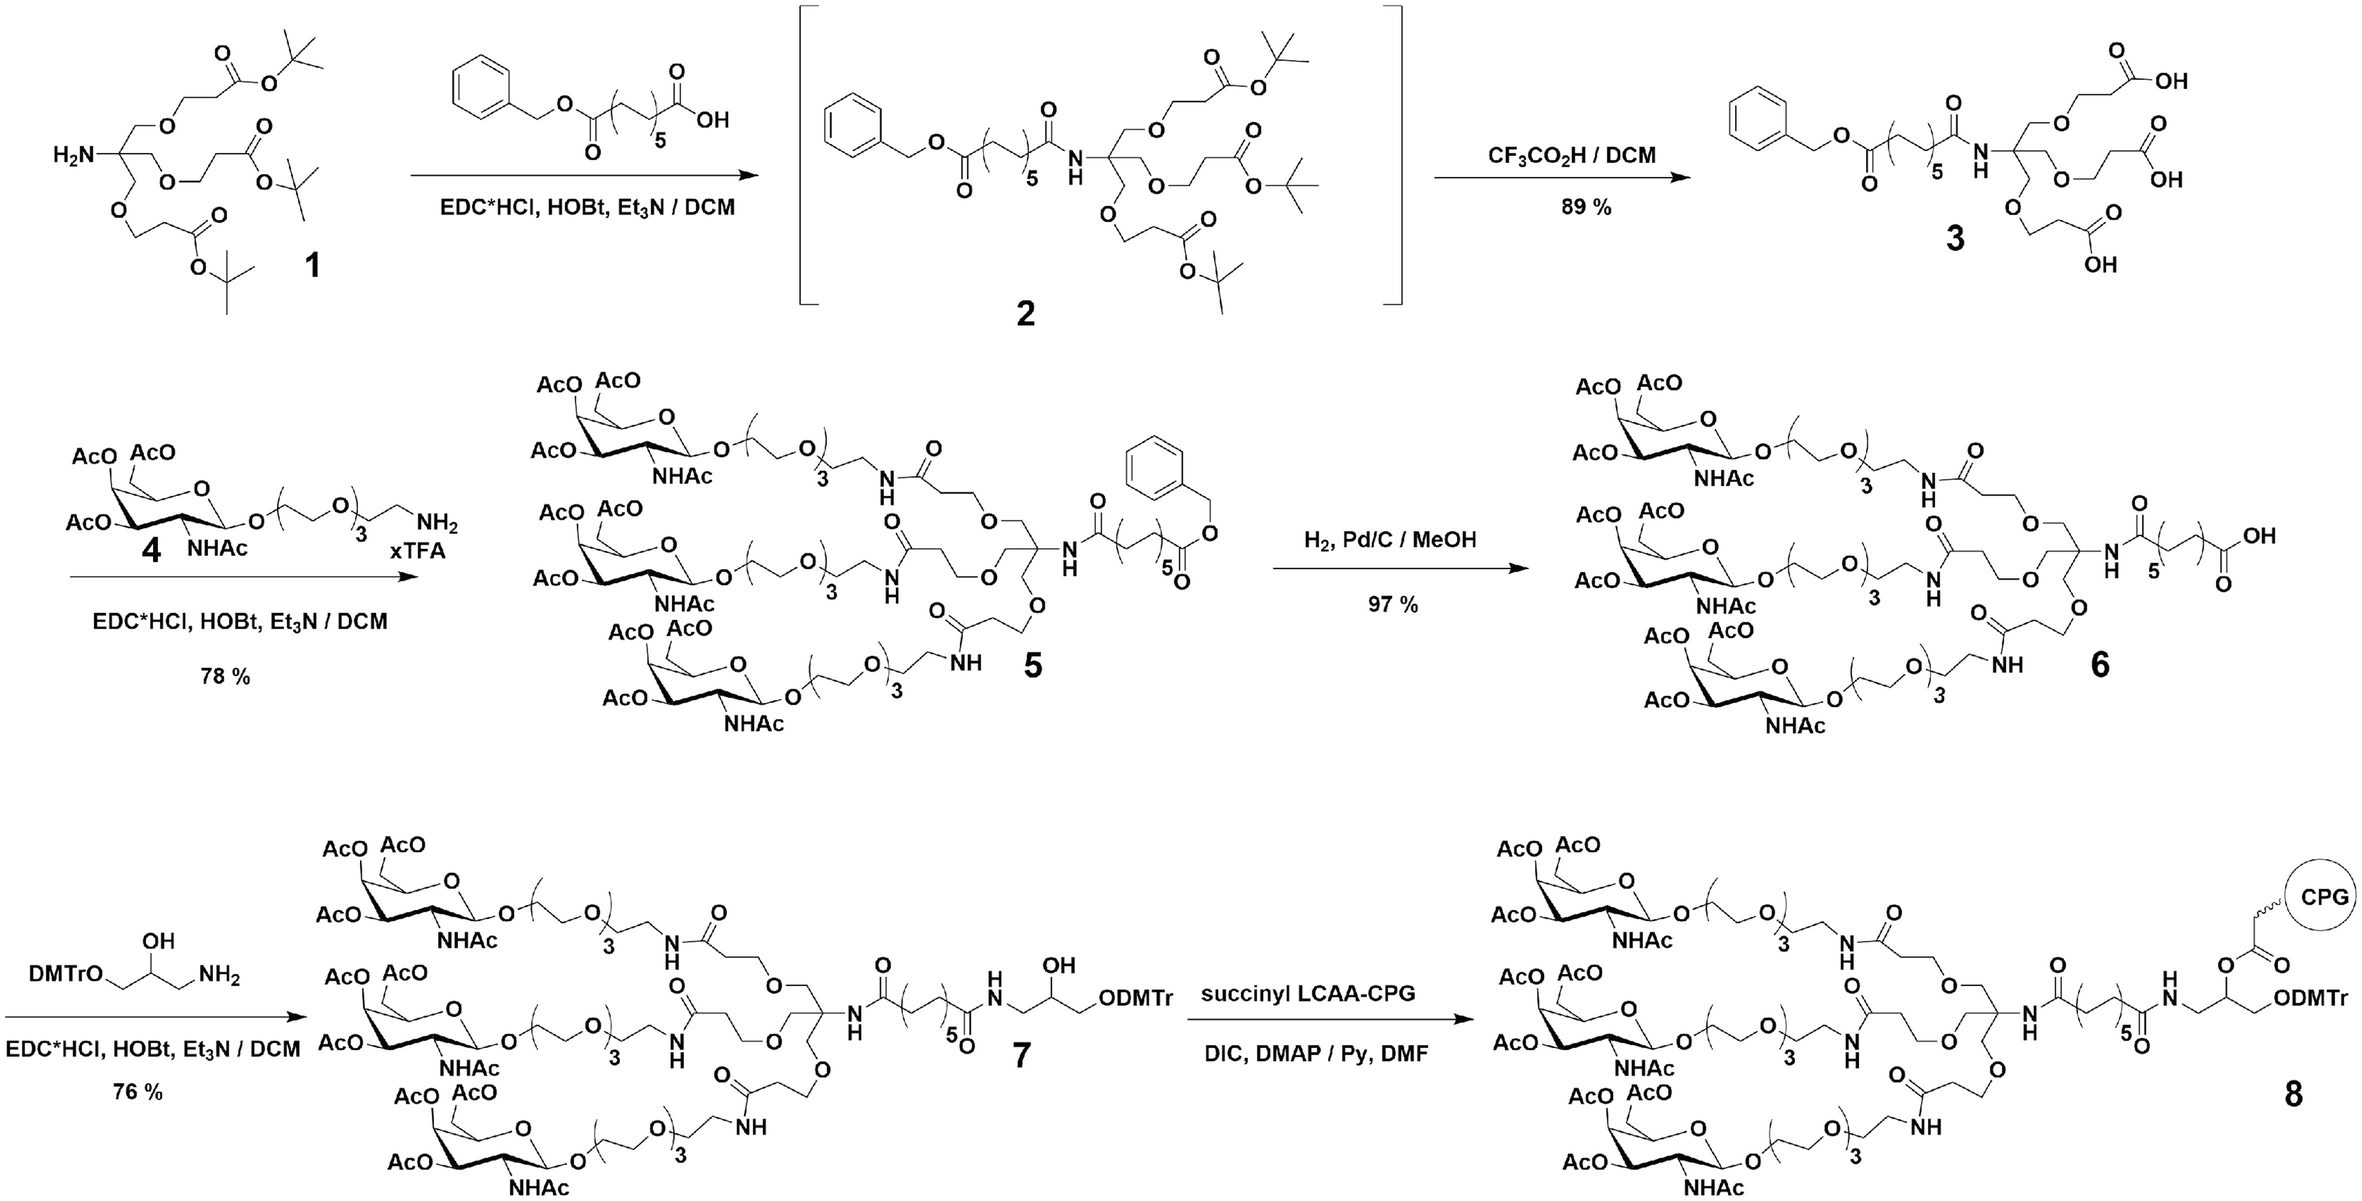 H₂N
O
O
O
O
O
O
O
O
O
1
O
O
5
O
OH
EDC*HCl, HOBt, Et₃N / DCM
O
O
5
O
N
H
O
O
O
O
O
O
O
O
O
2
CF₃CO₂H / DCM
89 %
O
O
5
O
N
H
O
O
OH
O
O
OH
O
O
OH
3
AcO
AcO
AcO
O
NHAc
O
O
3
NH₂
4
xTFA
EDC*HCl, HOBt, Et₃N / DCM
78 %
AcO
AcO
AcO
O
NHAc
O
O
3
N
H
O
O
AcO
AcO
AcO
O
NHAc
O
O
3
N
H
O
O
AcO
AcO
AcO
O
NHAc
O
O
3
NH
O
O
N
H
O
5
O
O
5
H₂, Pd/C / MeOH
97 %
AcO
AcO
AcO
O
NHAc
O
O
3
N
H
O
O
AcO
AcO
AcO
O
NHAc
O
O
3
N
H
O
O
AcO
AcO
AcO
O
NHAc
O
O
3
NH
O
O
N
H
O
5
OH
O
6
OH
DMTrO
NH₂
EDC*HCl, HOBt, Et₃N / DCM
76 %
AcO
AcO
AcO
O
NHAc
O
O
3
N
H
O
O
AcO
AcO
AcO
O
NHAc
O
O
3
N
H
O
O
AcO
AcO
AcO
O
NHAc
O
O
3
NH
O
O
N
H
O
5
O
H
N
OH
ODMTr
7
succinyl LCAA-CPG
DIC, DMAP / Py, DMF
AcO
AcO
AcO
O
NHAc
O
O
3
N
H
O
O
AcO
AcO
AcO
O
NHAc
O
O
3
N
H
O
O
AcO
AcO
AcO
O
NHAc
O
O
3
NH
O
O
N
H
O
5
O
H
N
O
O
CPG
ODMTr
8